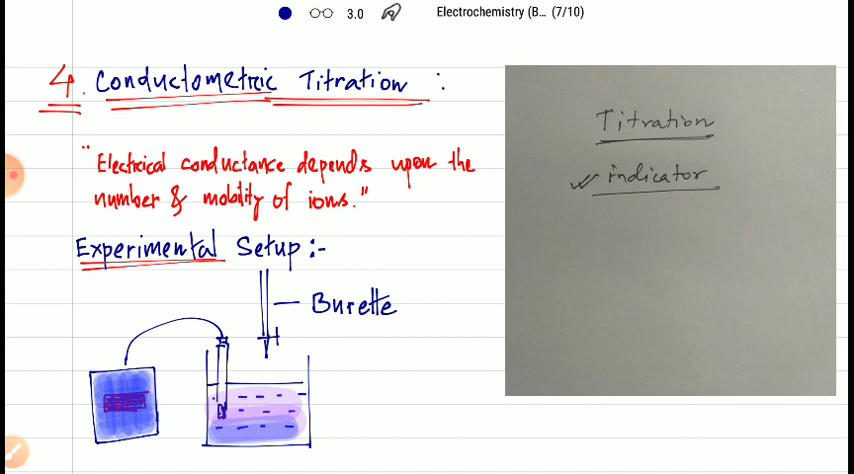 3.0
Electrochemistry (B... (7/10)
4. Conductometric Titration :
"Electrical conductance depends upon the
number & mobility of ions."
Experimental Setup :-
Burette
Titration
indicator